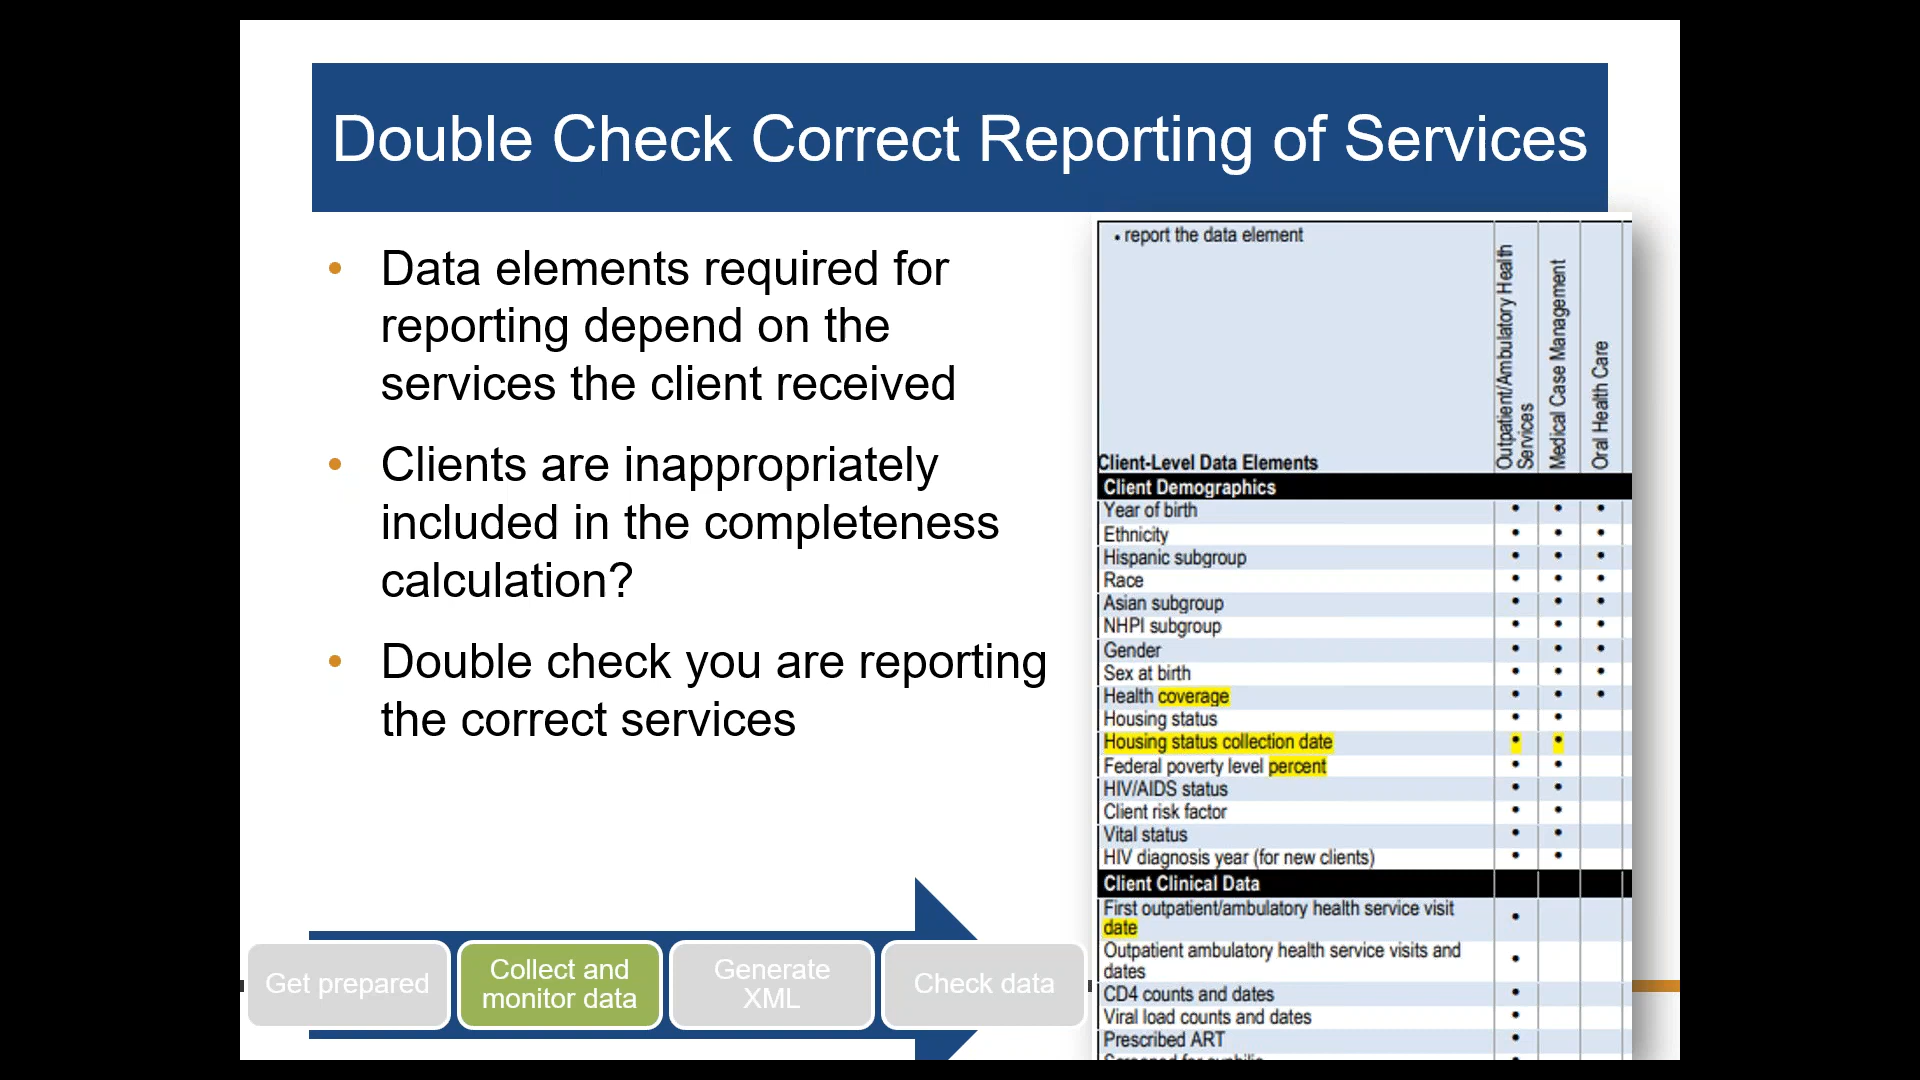 Double Check Correct Reporting of Services
• Data elements required for
reporting depend on the
services the client received
• Clients are inappropriately
included in the completeness
calculation?
• Double check you are reporting
the correct services
• report the data element
Outpatient/Ambulatory Health
Services
Medical Case Management
Oral Health Care
Client-Level Data Elements
Client Demographics
Year of birth • • •
Ethnicity • • •
Hispanic subgroup • • •
Race • • •
Asian subgroup • • •
NHPI subgroup • • •
Gender • • •
Sex at birth • • •
Health coverage • • •
Housing status • •
Housing status collection date • •
Federal poverty level percent • •
HIV/AIDS status • •
Client risk factor • •
Vital status • •
HIV diagnosis year (for new clients) • •
Client Clinical Data
First outpatient/ambulatory health service visit
date •
Outpatient ambulatory health service visits and
dates •
CD4 counts and dates •
Viral load counts and dates •
Prescribed ART •
Screened for syphilis •
Get prepared
Collect and
monitor data
Generate
XML
Check data